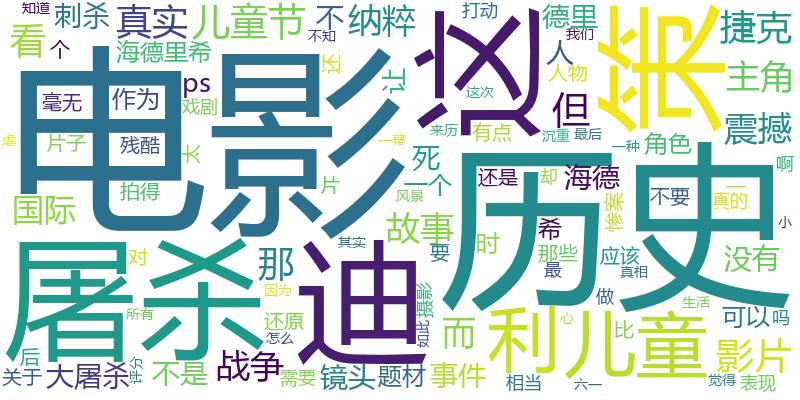 知道 刺杀 真实 儿童节 不 纳粹 打动 德里 我们
看 个 海德里希 还 让 不知 人 捷克
电影 ps 这次 人物 主角
毫无 作为 戏剧 凶 但 策 震撼
虐 片子 残酷 太 一幕 来历 有点 沉重 最后 一种 角色 啊
拍得 死 一个 还是 却 海德 不要 一 真的
国际 片 风景 历史 惨案 小
屠杀 迪 故事 时 希 那些 应该 没有
对 那 其实 要 最 真相
因为 摄影 做 生活
所有 还原 而 利 儿童 可以 吗
后 战争 怎么 如此 心 比 影片
关于 大屠杀 评分 不是 需要 镜头 题材 事件 相当 六一 觉得 表现